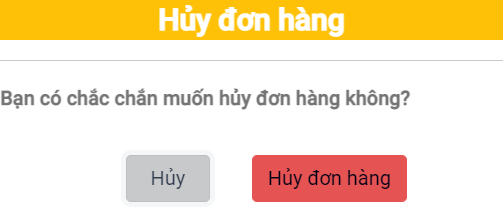 Hủy đơn hàng
Bạn có chắc chắn muốn hủy đơn hàng không?
Hủy
Hủy đơn hàng